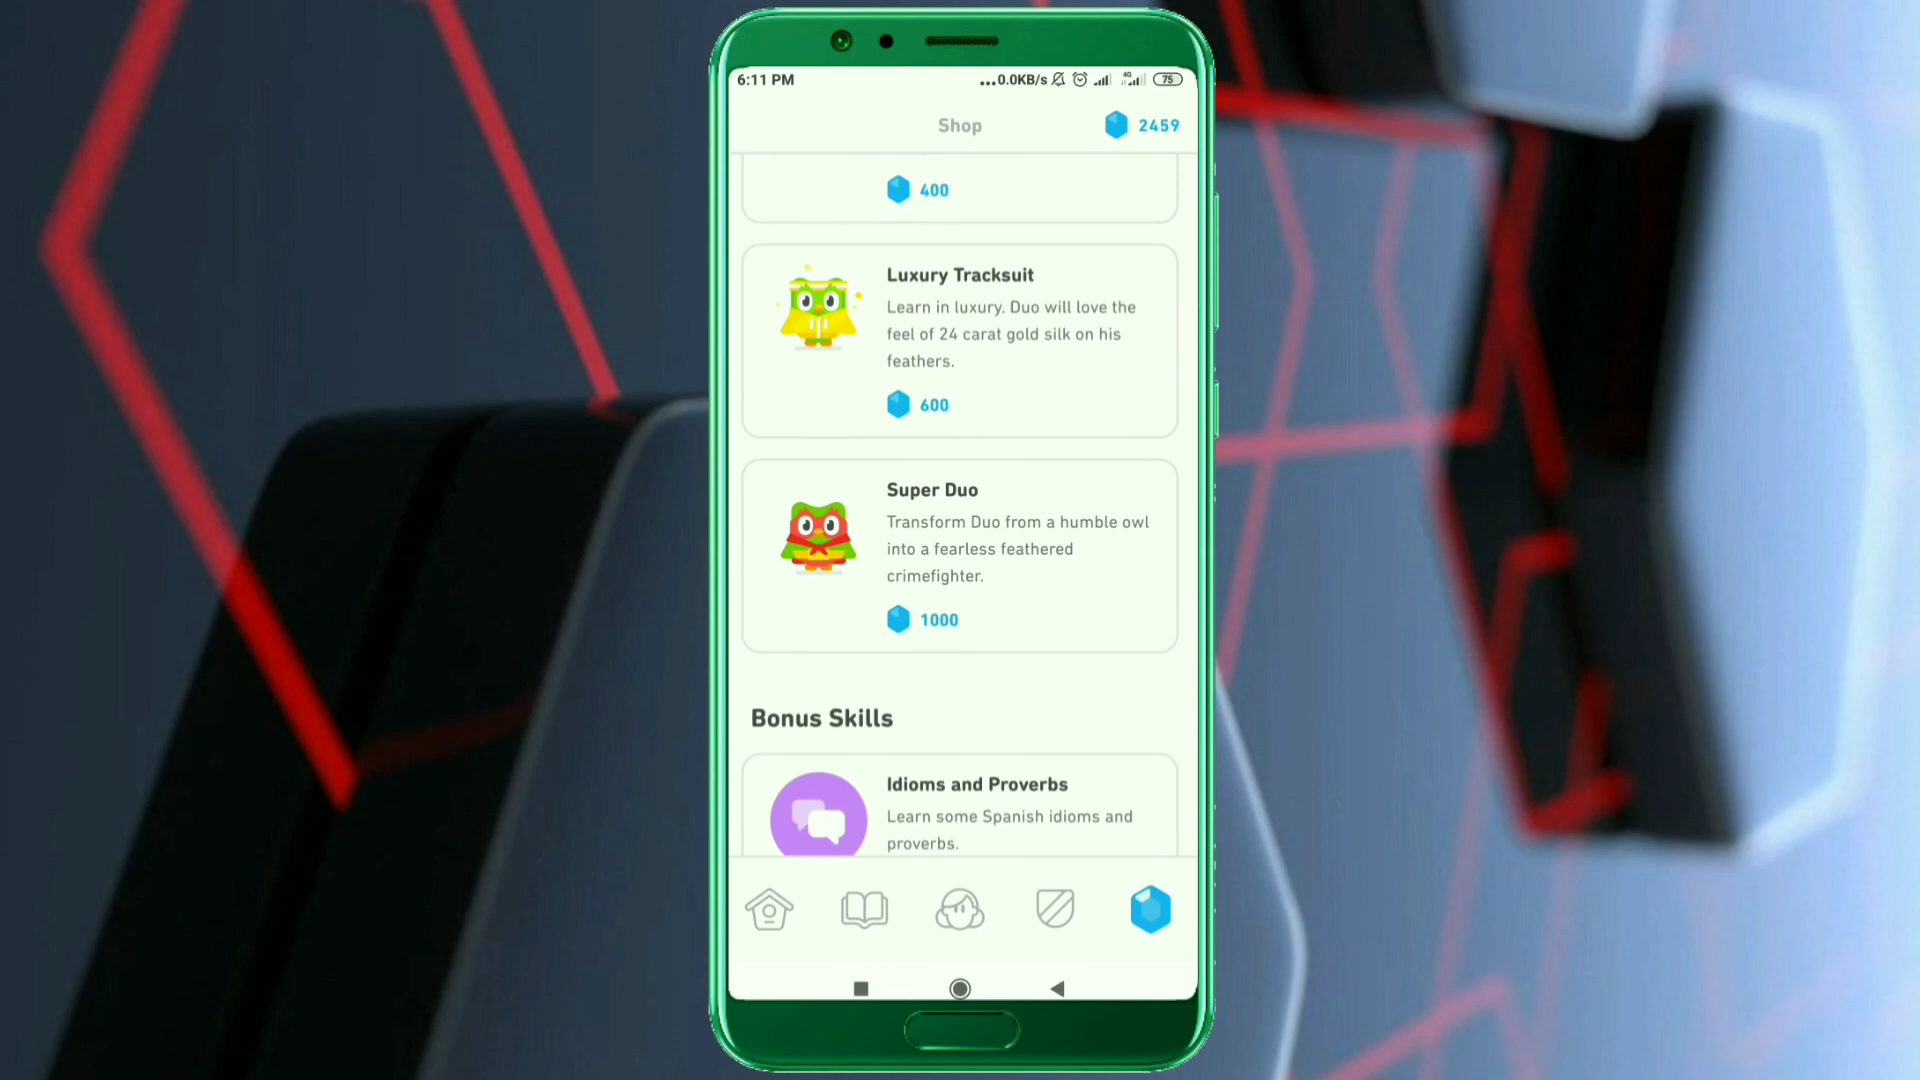 6:11 PM
...0.0KB/s 4G 75
Shop
2459
400
Luxury Tracksuit
Learn in luxury. Duo will love the
feel of 24 carat gold silk on his
feathers.
600
Super Duo
Transform Duo from a humble owl
into a fearless feathered
crimefighter.
1000
Bonus Skills
Idioms and Proverbs
Learn some Spanish idioms and
proverbs.